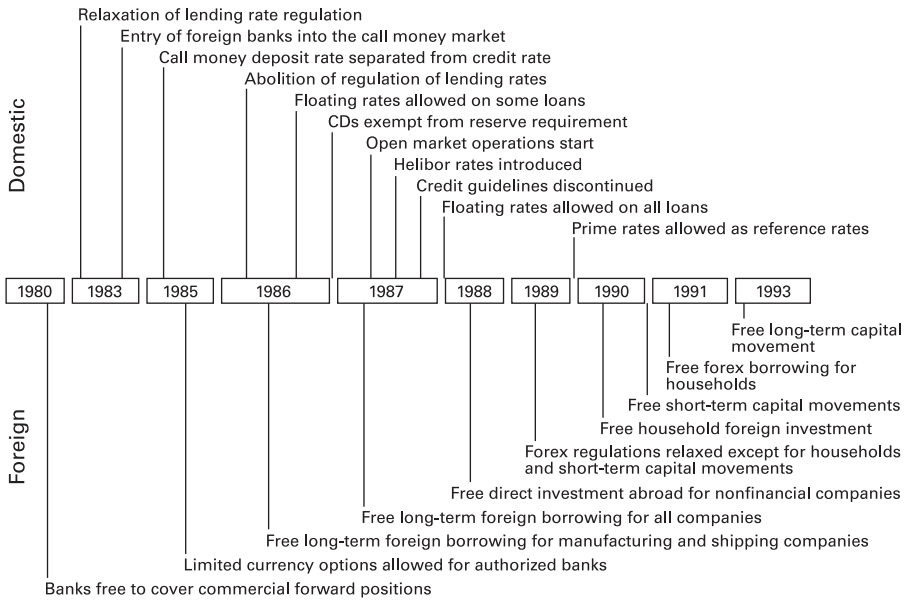 Relaxation of lending rate regulation
Entry of foreign banks into the call money market
Call money deposit rate separated from credit rate
Abolition of regulation of lending rates
Floating rates allowed on some loans
CDs exempt from reserve requirement
Open market operations start
Helibor rates introduced
Credit guidelines discontinued
Floating rates allowed on all loans
Prime rates allowed as reference rates
Domestic
1980 1983 1985 1986 1987 1988 1989 1990 1991 1993
Foreign
Free long-term capital
movement
Free forex borrowing for
households
Free short-term capital movements
Free household foreign investment
Forex regulations relaxed except for households
and short-term capital movements
Free direct investment abroad for nonfinancial companies
Free long-term foreign borrowing for all companies
Free long-term foreign borrowing for manufacturing and shipping companies
Limited currency options allowed for authorized banks
Banks free to cover commercial forward positions